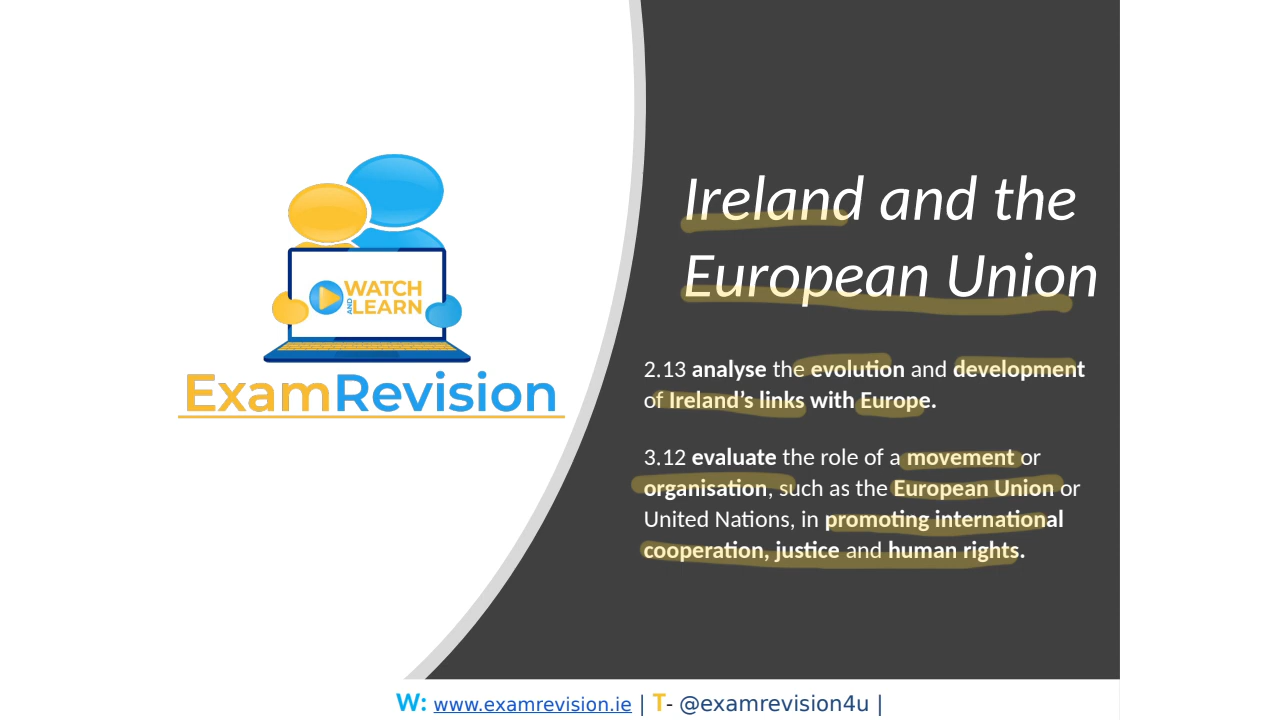 WATCH
AND
LEARN
ExamRevision
Ireland and the
European Union
2.13 analyse the evolution and development
of Ireland’s links with Europe.
3.12 evaluate the role of a movement or
organisation, such as the European Union or
United Nations, in promoting international
cooperation, justice and human rights.
W: www.examrevision.ie | T- @examrevision4u |